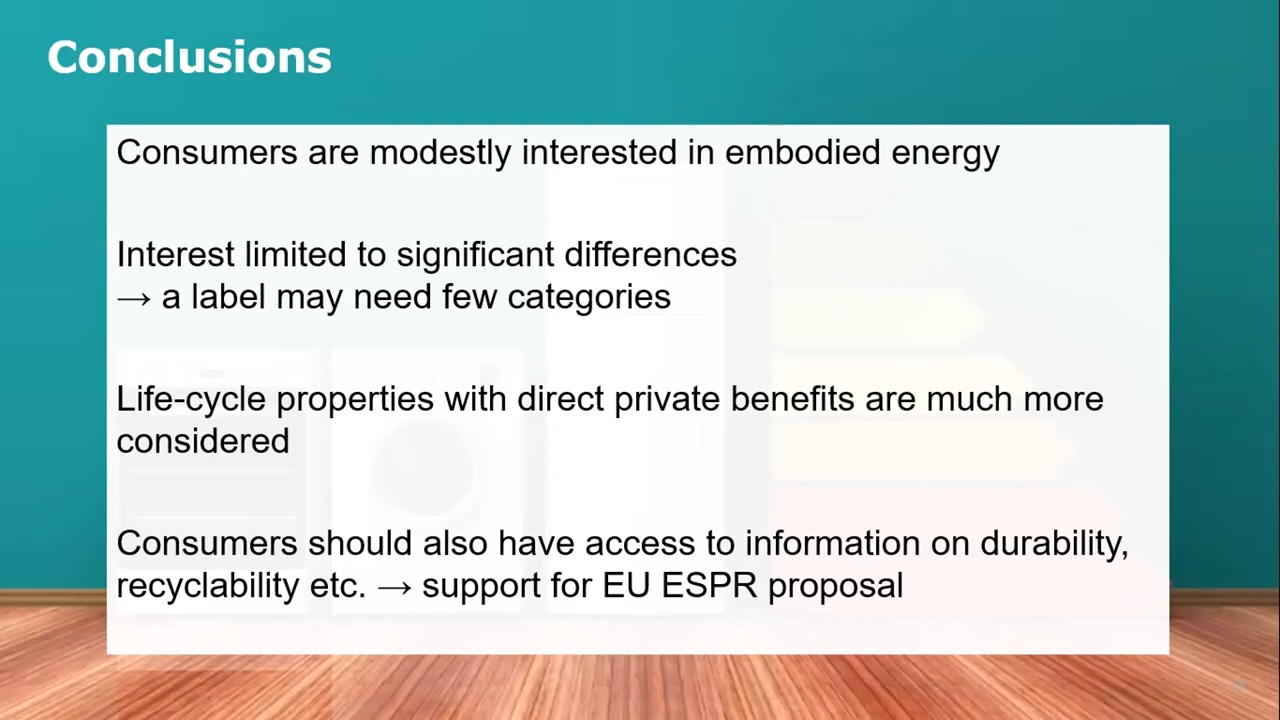 Conclusions
Consumers are modestly interested in embodied energy
Interest limited to significant differences
→ a label may need few categories
Life-cycle properties with direct private benefits are much more
considered
Consumers should also have access to information on durability,
recyclability etc. → support for EU ESPR proposal